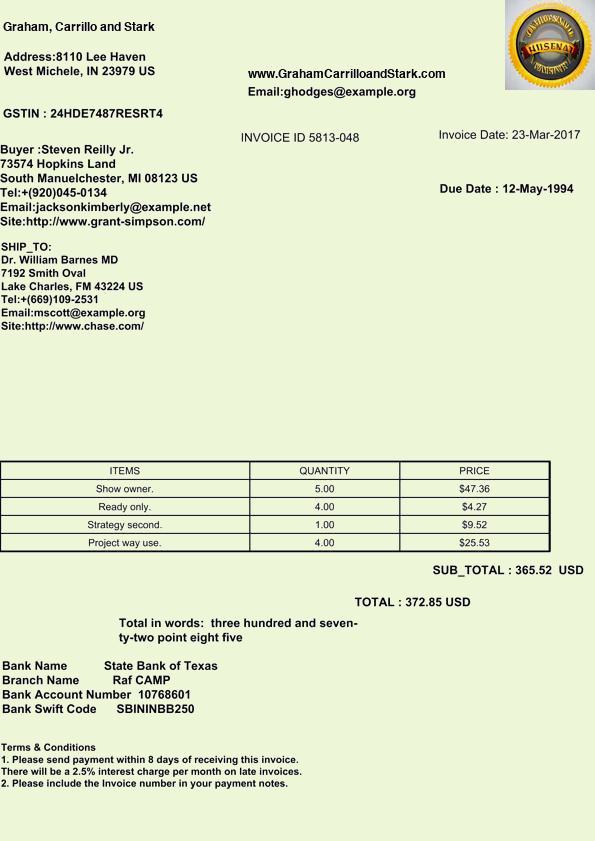 Graham, Carrillo and Stark
Address:8110 Lee Haven
West Michele, IN 23979 US
www.GrahamCarrilloandStark.com
Email:ghodges@example.org
HUSENAT
GSTIN : 24HDE7487RESRT4
INVOICE ID 5813-048
Invoice Date: 23-Mar-2017
Due Date : 12-May-1994
Buyer :Steven Reilly Jr.
73574 Hopkins Land
South Manuelchester, MI 08123 US
Tel:+(920)045-0134
Email:jacksonkimberly@example.net
Site:http://www.grant-simpson.com/
SHIP_TO:
Dr. William Barnes MD
7192 Smith Oval
Lake Charles, FM 43224 US
Tel:+(669)109-2531
Email:mscott@example.org
Site:http://www.chase.com/
ITEMS QUANTITY PRICE
Show owner. 5.00 $47.36
Ready only. 4.00 $4.27
Strategy second. 1.00 $9.52
Project way use. 4.00 $25.53
SUB_TOTAL : 365.52 USD
TOTAL : 372.85 USD
Total in words: three hundred and seven-
ty-two point eight five
Bank Name State Bank of Texas
Branch Name Raf CAMP
Bank Account Number 10768601
Bank Swift Code SBININBB250
Terms & Conditions
1. Please send payment within 8 days of receiving this invoice.
There will be a 2.5% interest charge per month on late invoices.
2. Please include the Invoice number in your payment notes.